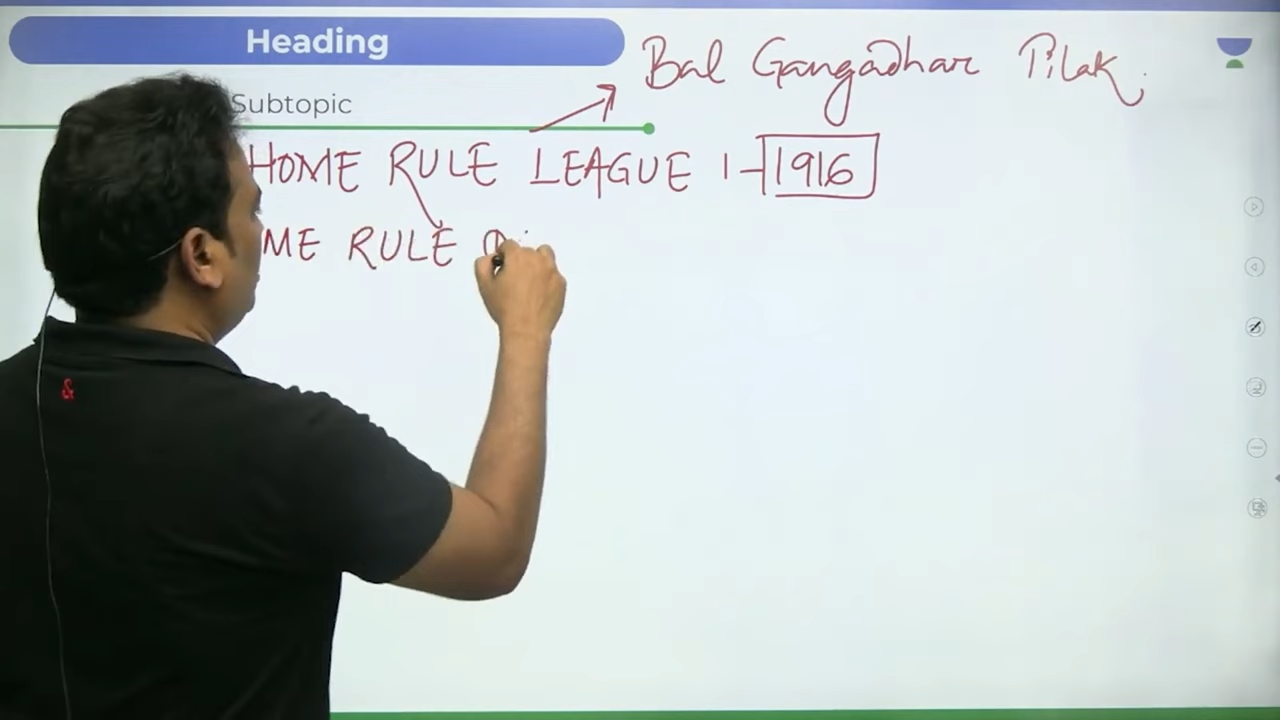 Heading
Bal Gangadhar Tilak.
Subtopic
HOME RULE LEAGUE 1-1916
ME RULE
&